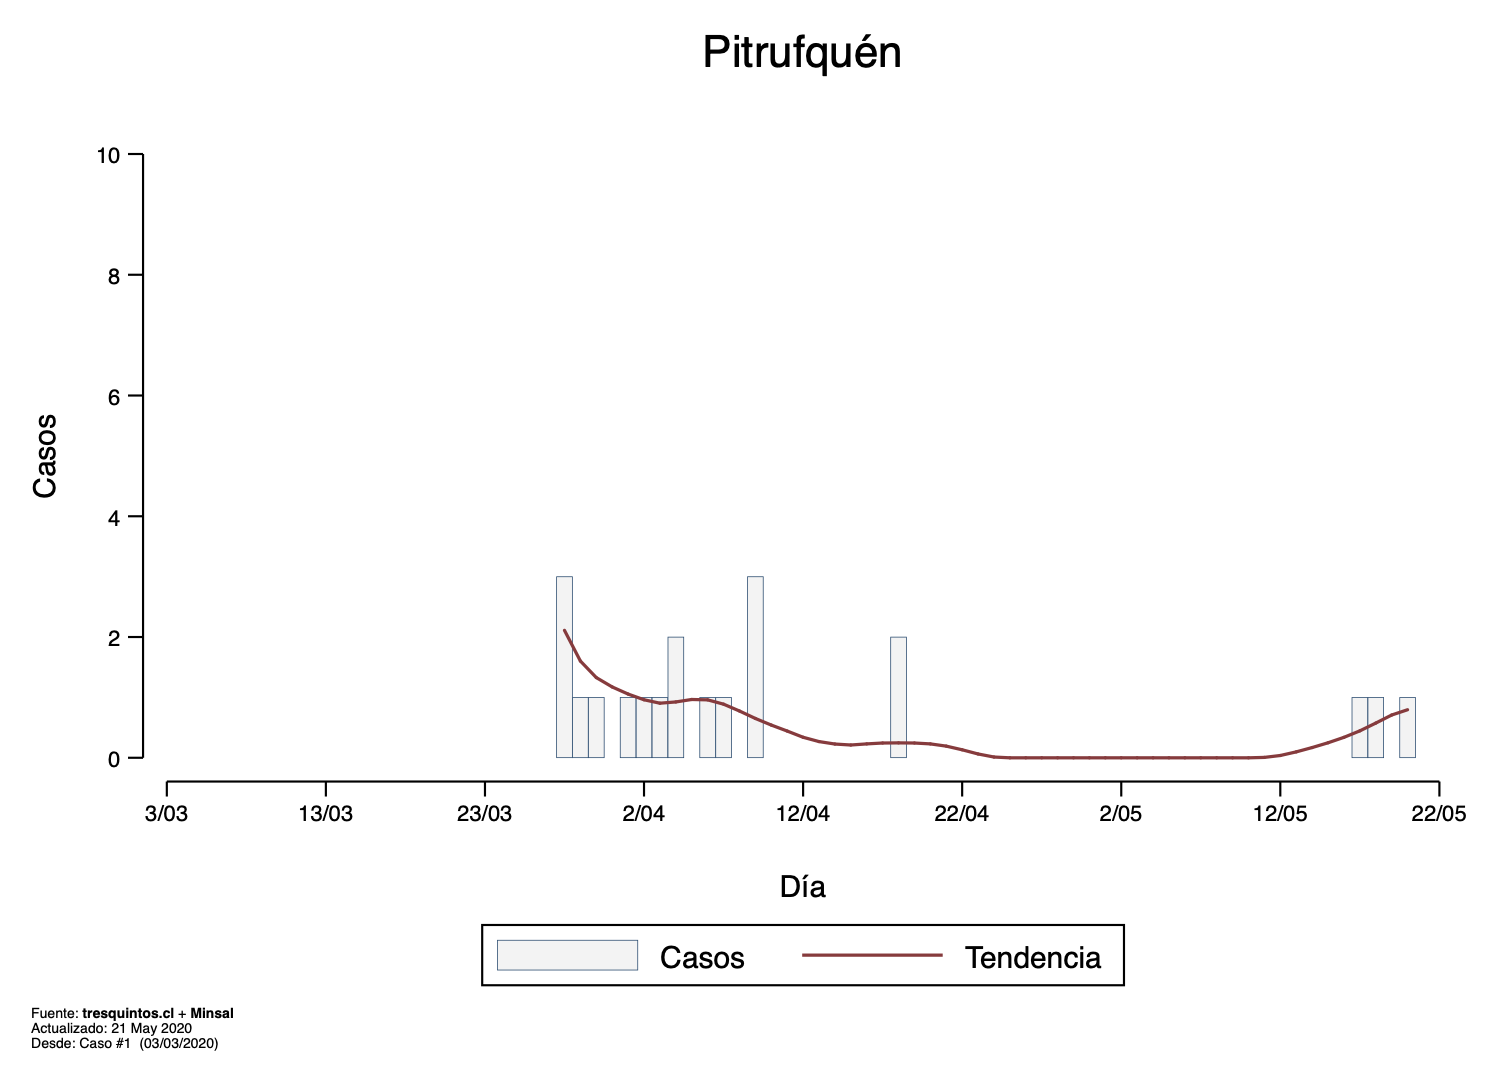 Pitrufquén
10
8
6
4
2
0
Casos
3/03 13/03 23/03 2/04 12/04 22/04 2/05 12/05 22/05
Día
Casos Tendencia
Fuente: tresquintos.cl + Minsal
Actualizado: 21 May 2020
Desde: Caso #1 (03/03/2020)